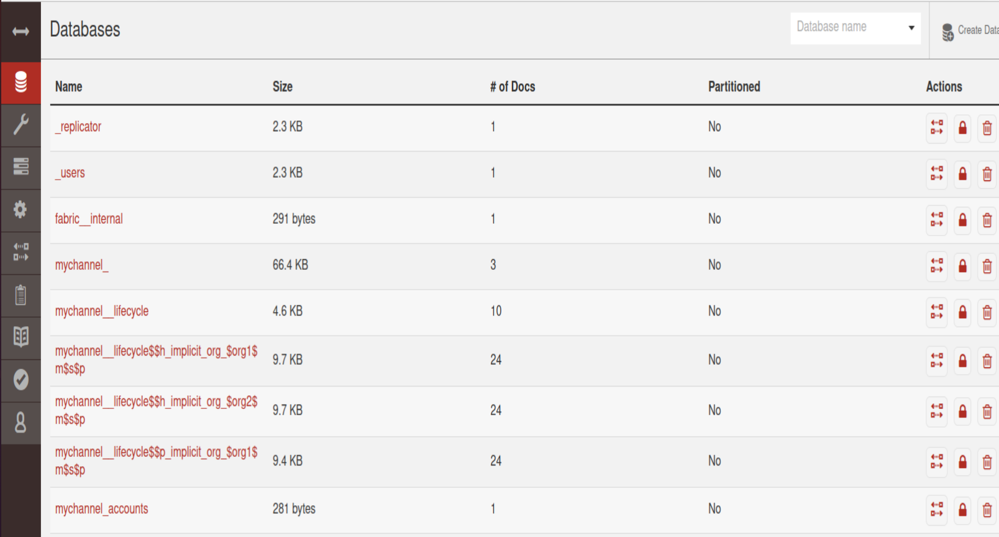 Databases
Database name
Create Data
Name Size # of Docs Partitioned Actions
_replicator 2.3 KB 1 No
_users 2.3 KB 1 No
fabric__internal 291 bytes 1 No
mychannel_ 66.4 KB 3 No
mychannel__lifecycle 4.6 KB 10 No
mychannel__lifecycle$$h_implicit_org_$org1$
m$s$p 9.7 KB 24 No
mychannel__lifecycle$$h_implicit_org_$org2$
m$s$p 9.7 KB 24 No
mychannel__lifecycle$$p_implicit_org_$org1$
m$s$p 9.4 KB 24 No
mychannel_accounts 281 bytes 1 No